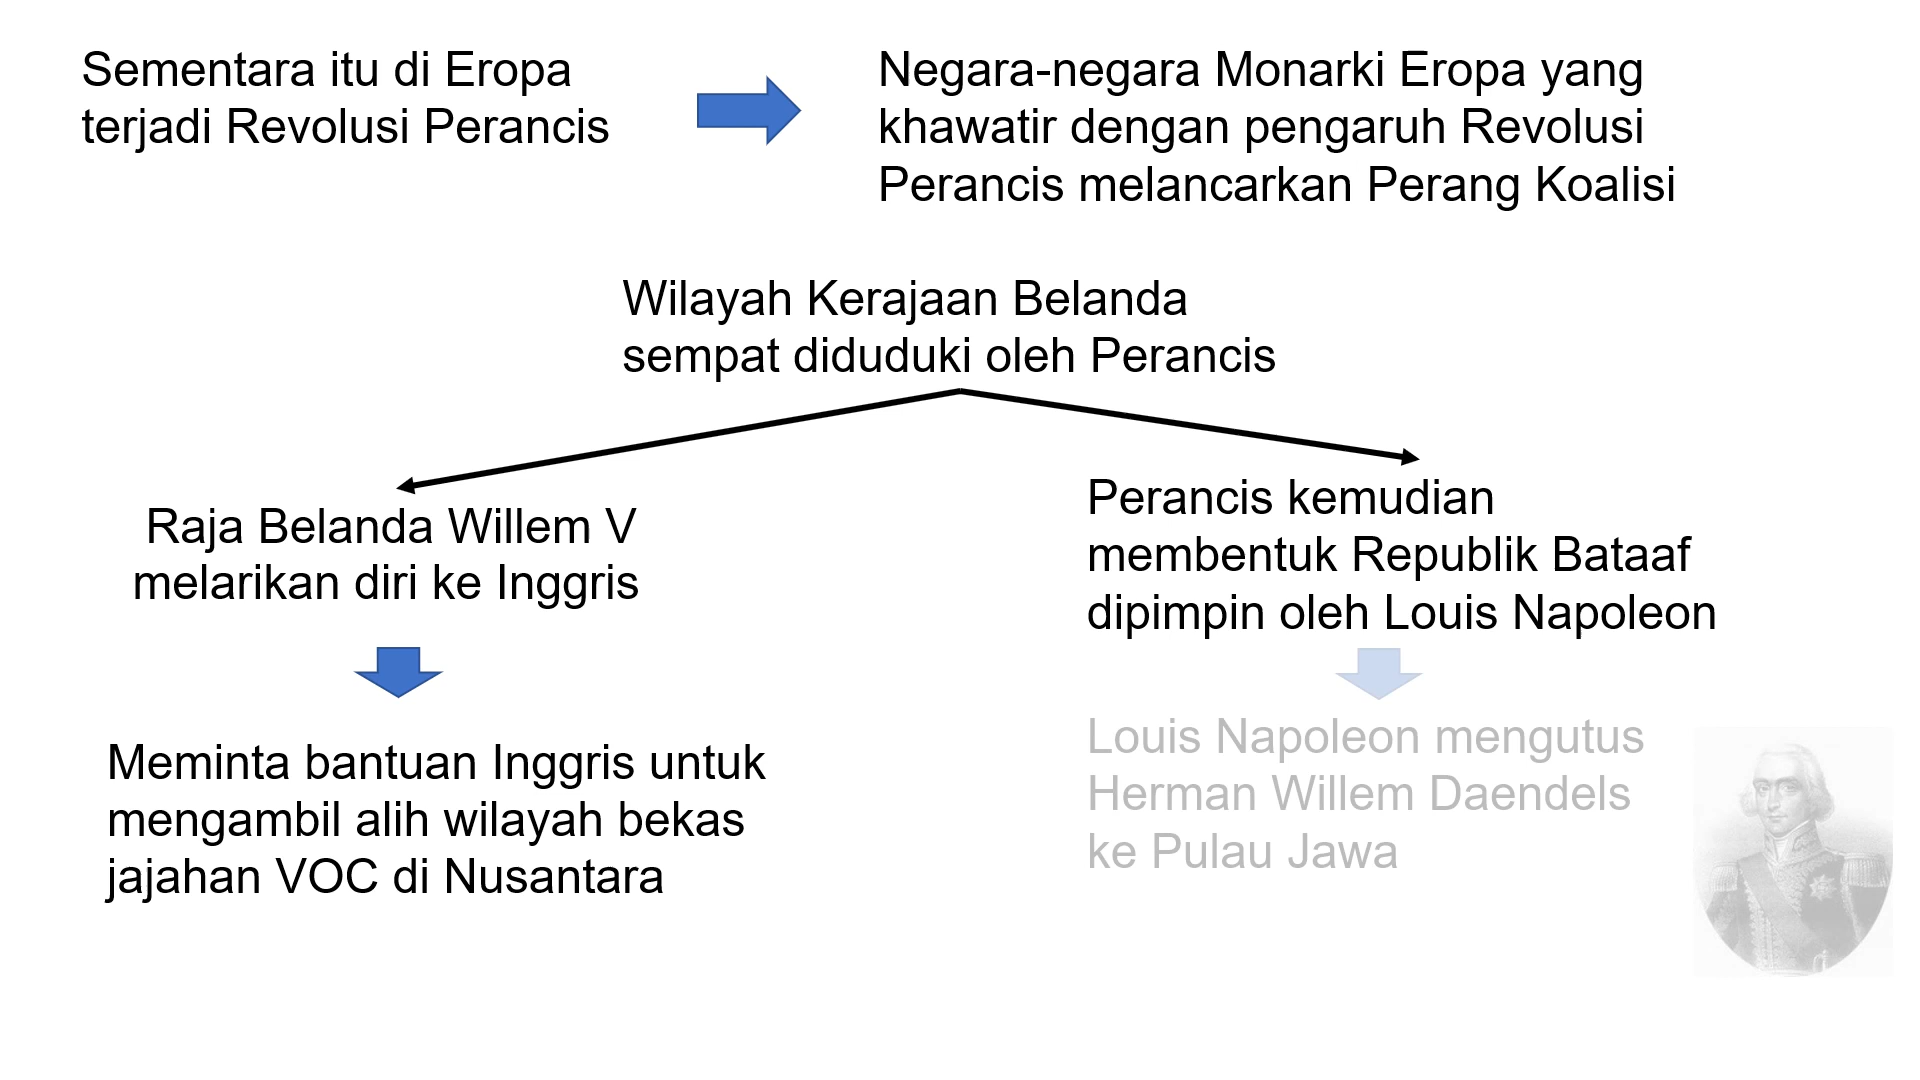 Sementara itu di Eropa
terjadi Revolusi Perancis
Negara-negara Monarki Eropa yang
khawatir dengan pengaruh Revolusi
Perancis melancarkan Perang Koalisi
Wilayah Kerajaan Belanda
sempat diduduki oleh Perancis
Raja Belanda Willem V
melarikan diri ke Inggris
Meminta bantuan Inggris untuk
mengambil alih wilayah bekas
jajahan VOC di Nusantara
Perancis kemudian
membentuk Republik Bataaf
dipimpin oleh Louis Napoleon
Louis Napoleon mengutus
Herman Willem Daendels
ke Pulau Jawa